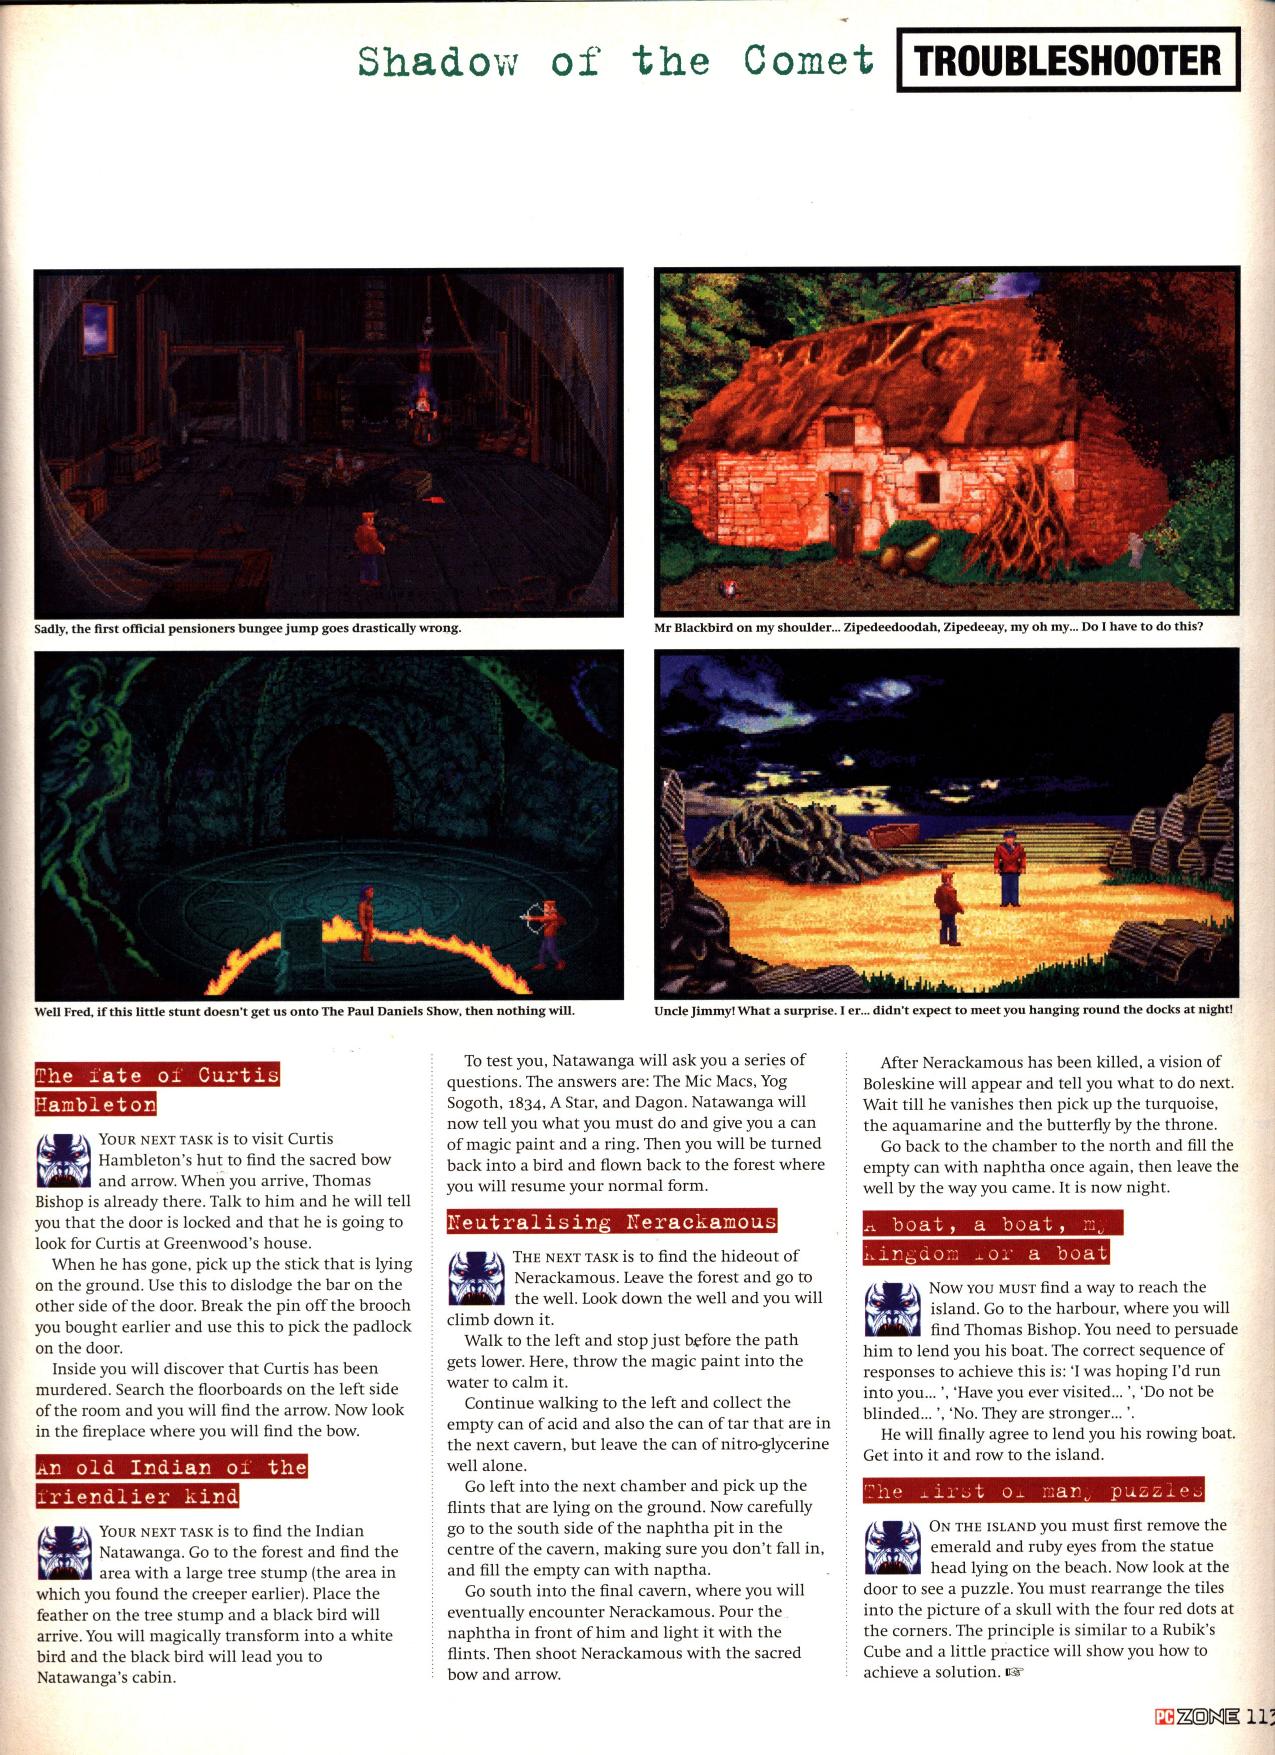 Shadow of the Comet TROUBLESHOOTER
Sadly, the first official pensioners bungee jump goes drastically wrong.
Mr Blackbird on my shoulder... Zipedeedoodah, Zipedeeay, my oh my... Do I have to do this?
Well Fred, if this little stunt doesn't get us onto The Paul Daniels Show, then nothing will.
Uncle Jimmy! What a surprise. I er... didn't expect to meet you hanging round the docks at night!
The fate of Curtis
Hambleton
YOUR NEXT TASK is to visit Curtis
Hambleton's hut to find the sacred bow
and arrow. When you arrive, Thomas
Bishop is already there. Talk to him and he will tell
you that the door is locked and that he is going to
look for Curtis at Greenwood's house.
When he has gone, pick up the stick that is lying
on the ground. Use this to dislodge the bar on the
other side of the door. Break the pin off the brooch
you bought earlier and use this to pick the padlock
on the door.
Inside you will discover that Curtis has been
murdered. Search the floorboards on the left side
of the room and you will find the arrow. Now look
in the fireplace where you will find the bow.
An old Indian of the
friendlier kind
YOUR NEXT TASK is to find the Indian
Natawanga. Go to the forest and find the
area with a large tree stump (the area in
which you found the creeper earlier). Place the
feather on the tree stump and a black bird will
arrive. You will magically transform into a white
bird and the black bird will lead you to
Natawanga's cabin.
To test you, Natawanga will ask you a series of
questions. The answers are: The Mic Macs, Yog
Sogoth, 1834, A Star, and Dagon. Natawanga will
now tell you what you must do and give you a can
of magic paint and a ring. Then you will be turned
back into a bird and flown back to the forest where
you will resume your normal form.
Neutralising Nerackamous
THE NEXT TASK is to find the hideout of
Nerackamous. Leave the forest and go to
the well. Look down the well and you will
climb down it.
Walk to the left and stop just before the path
gets lower. Here, throw the magic paint into the
water to calm it.
Continue walking to the left and collect the
empty can of acid and also the can of tar that are in
the next cavern, but leave the can of nitro-glycerine
well alone.
Go left into the next chamber and pick up the
flints that are lying on the ground. Now carefully
go to the south side of the naphtha pit in the
centre of the cavern, making sure you don't fall in,
and fill the empty can with naptha.
Go south into the final cavern, where you will
eventually encounter Nerackamous. Pour the
naphtha in front of him and light it with the
flints. Then shoot Nerackamous with the sacred
bow and arrow.
After Nerackamous has been killed, a vision of
Boleskine will appear and tell you what to do next.
Wait till he vanishes then pick up the turquoise,
the aquamarine and the butterfly by the throne.
Go back to the chamber to the north and fill the
empty can with naphtha once again, then leave the
well by the way you came. It is now night.
A boat, a boat, my
kingdom for a boat
NOW YOU MUST find a way to reach the
island. Go to the harbour, where you will
find Thomas Bishop. You need to persuade
him to lend you his boat. The correct sequence of
responses to achieve this is: 'I was hoping I'd run
into you... ', 'Have you ever visited... ', 'Do not be
blinded... ', 'No. They are stronger... '.
He will finally agree to lend you his rowing boat.
Get into it and row to the island.
The first of many puzzles
ON THE ISLAND you must first remove the
emerald and ruby eyes from the statue
head lying on the beach. Now look at the
door to see a puzzle. You must rearrange the tiles
into the picture of a skull with the four red dots at
the corners. The principle is similar to a Rubik's
Cube and a little practice will show you how to
achieve a solution. ☞
PC ZONE 113